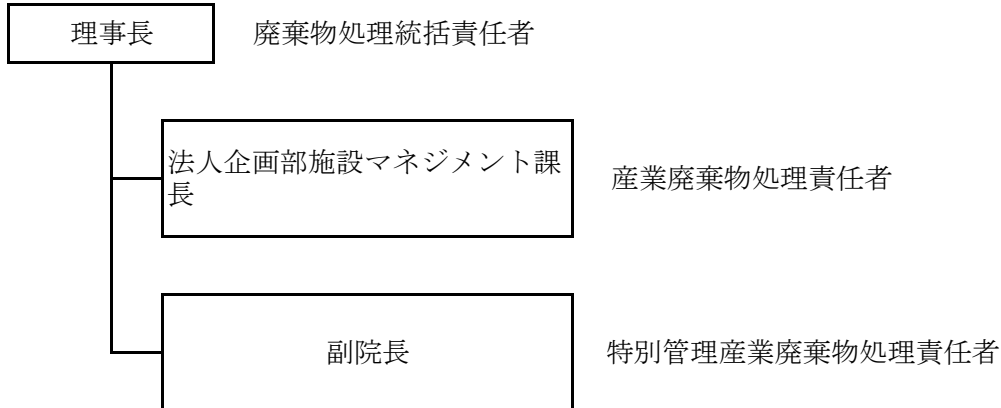 理事長
廃棄物処理統括責任者
法人企画部施設マネジメント課
長
産業廃棄物処理責任者
副院長
特別管理産業廃棄物処理責任者